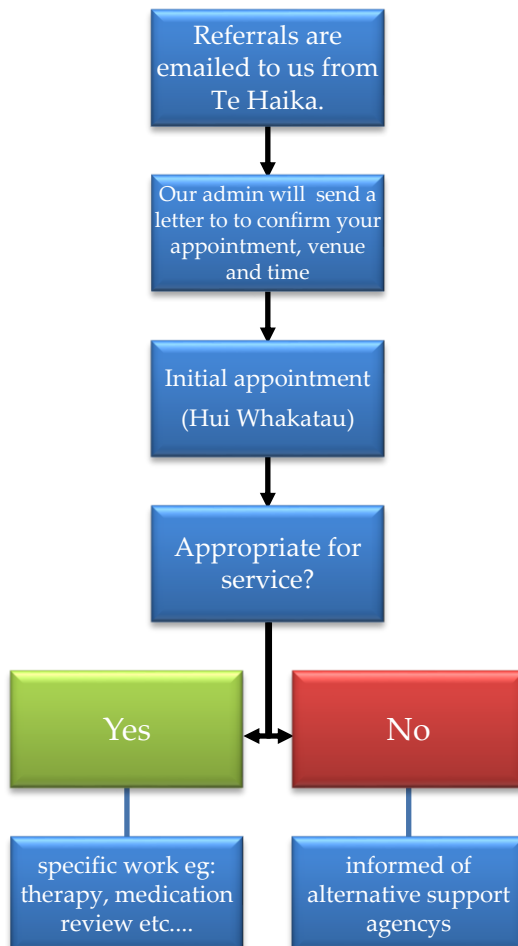 Referrals are
emailed to us from
Te Haika.
Our admin will send a
letter to to confirm your
appointment, venue
and time
Initial appointment
(Hui Whakatau)
Appropriate for
service?
Yes
No
specific work eg:
therapy, medication
review etc....
informed of
alternative support
agencys